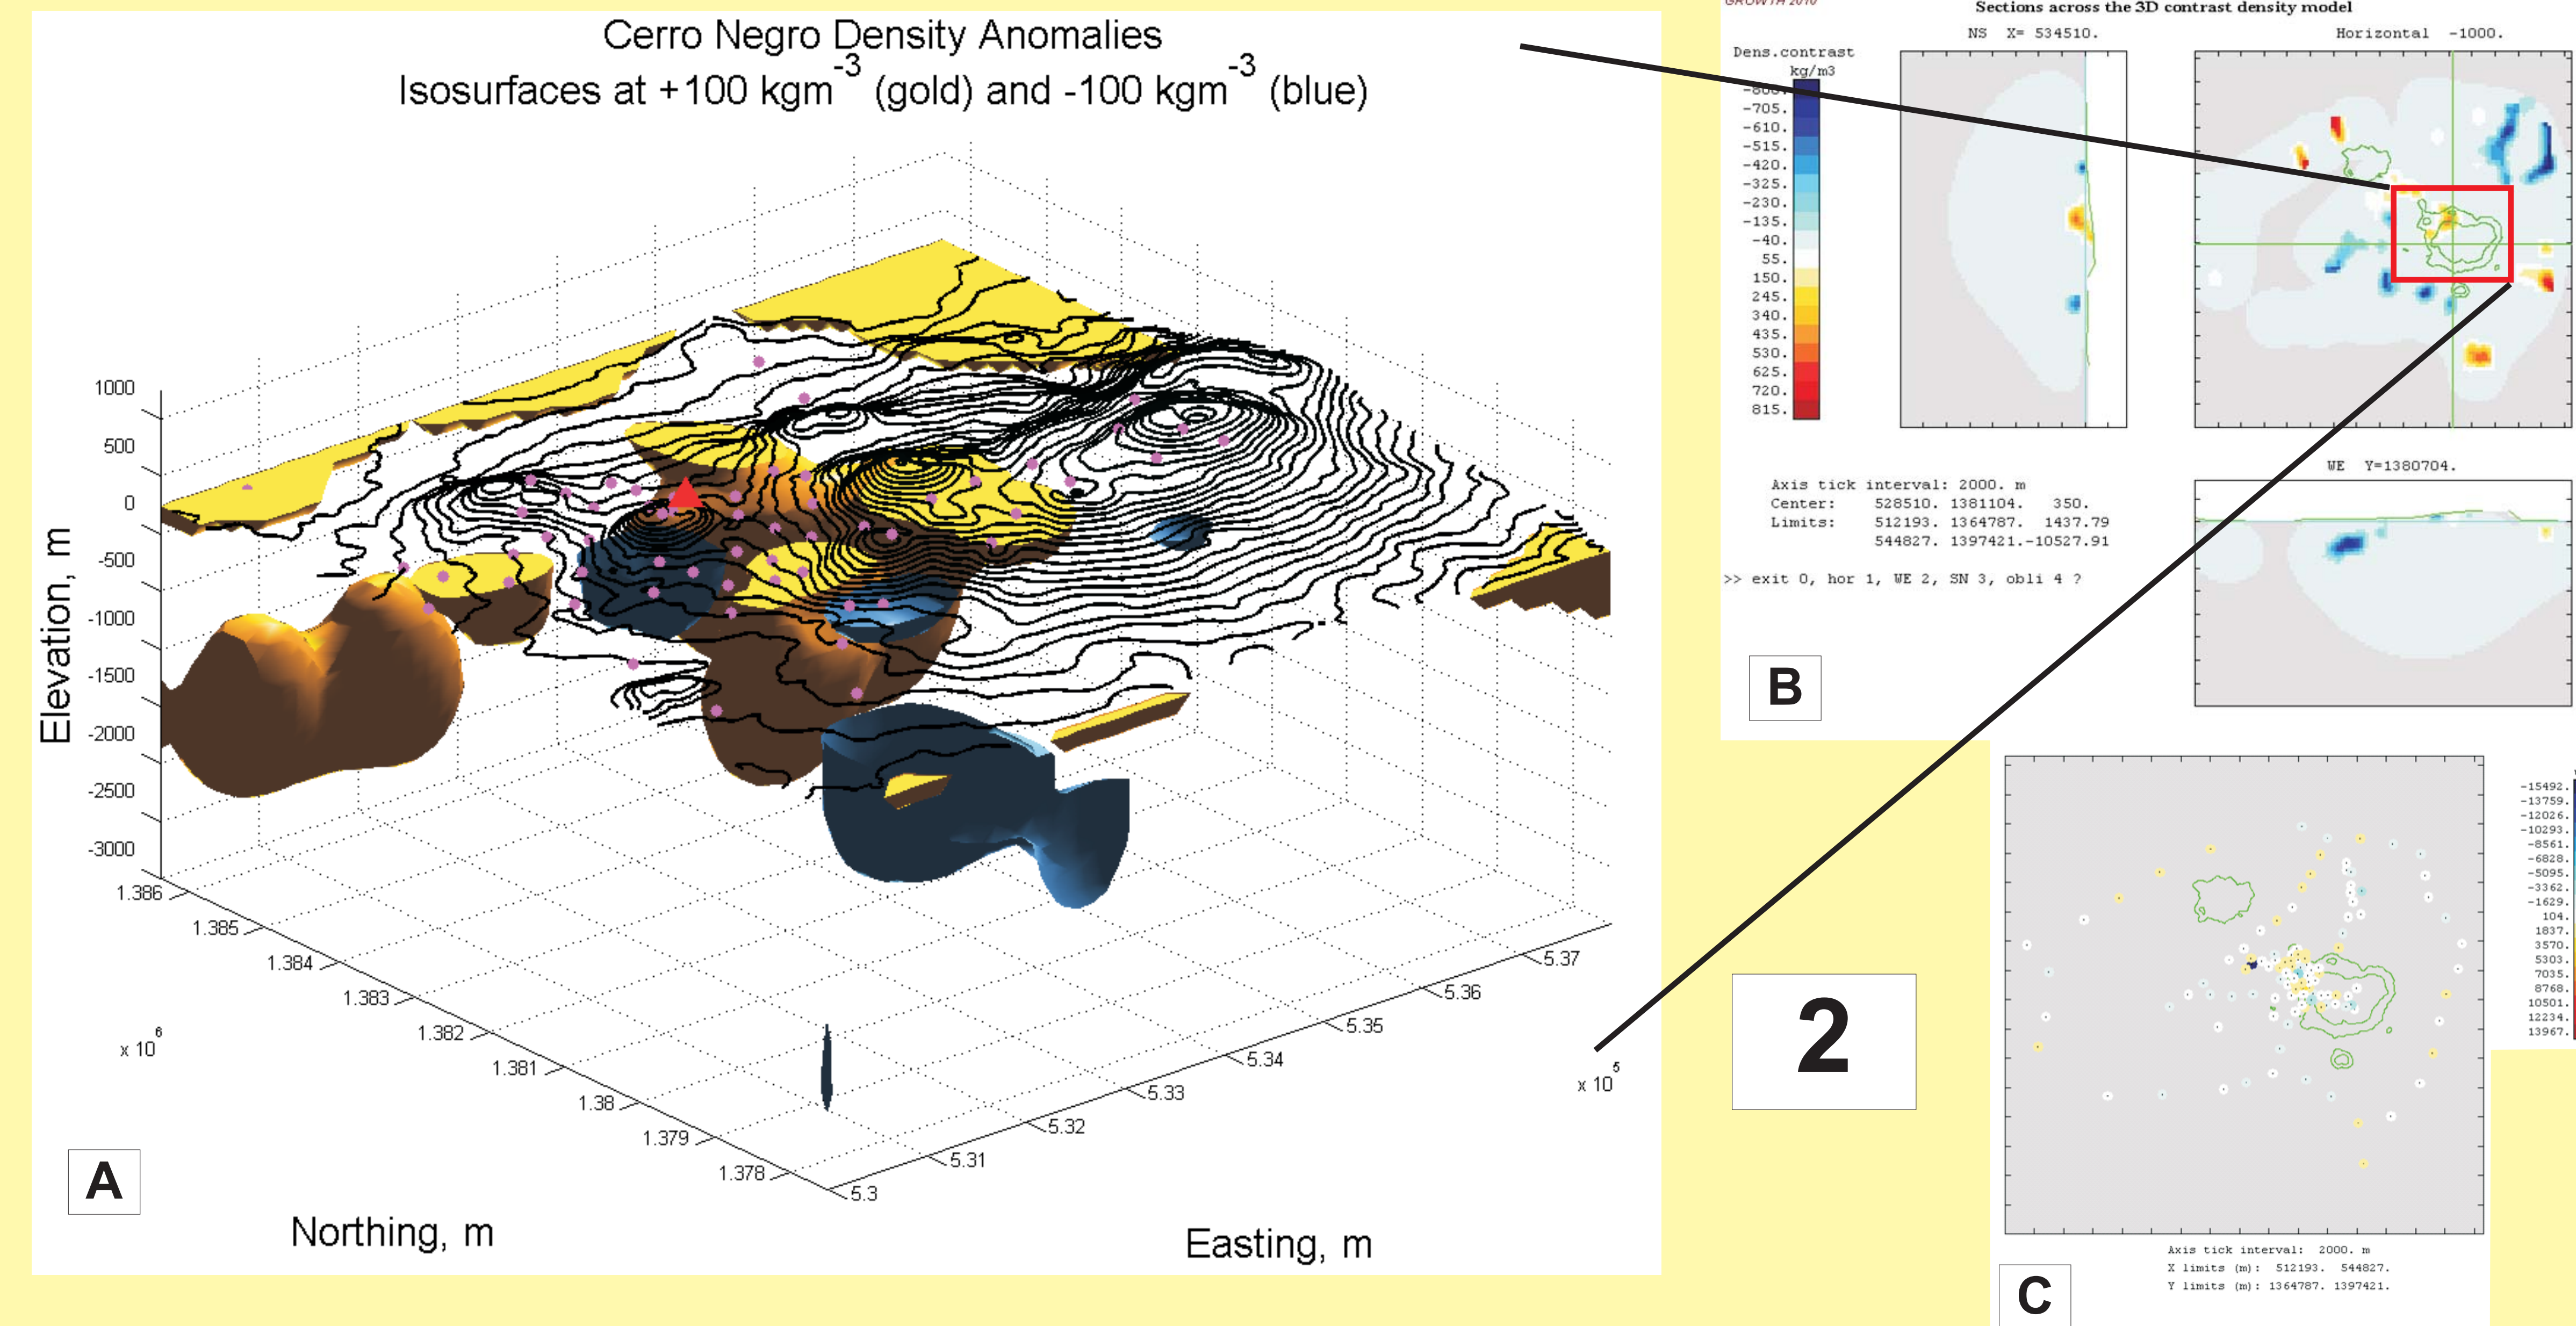 Cerro Negro Density Anomalies
Isosurfaces at +100 kgm-3 (gold) and -100 kgm-3 (blue)
1000
500
0
-500
-1000
-1500
-2000
-2500
-3000
Elevation, m
1.386
1.385
1.384
1.383
1.382
1.381
1.38
1.379
1.378
x 10 6
5.3
5.31
5.32
5.33
5.34
5.35
5.36
5.37
x 10 5
Northing, m
Easting, m
A
GROWTH 2010
Sections across the 3D contrast density model
NS X= 534510.
Horizontal -1000.
Dens.contrast
kg/m3
-800.
-705.
-610.
-515.
-420.
-325.
-230.
-135.
-40.
55.
150.
245.
340.
435.
530.
625.
720.
815.
WE Y=1380704.
Axis tick interval: 2000. m
Center: 528510. 1381104. 350.
Limits: 512193. 1364787. 1437.79
544827. 1397421.-10527.91
>> exit 0, hor 1, WE 2, SN 3, obli 4 ?
B
2
-15492.
-13759.
-12026.
-10293.
-8561.
-6828.
-5095.
-3362.
-1629.
104.
1837.
3570.
5303.
7035.
8768.
10501.
12234.
13967.
Axis tick interval: 2000. m
X limits (m): 512193. 544827.
Y limits (m): 1364787. 1397421.
C